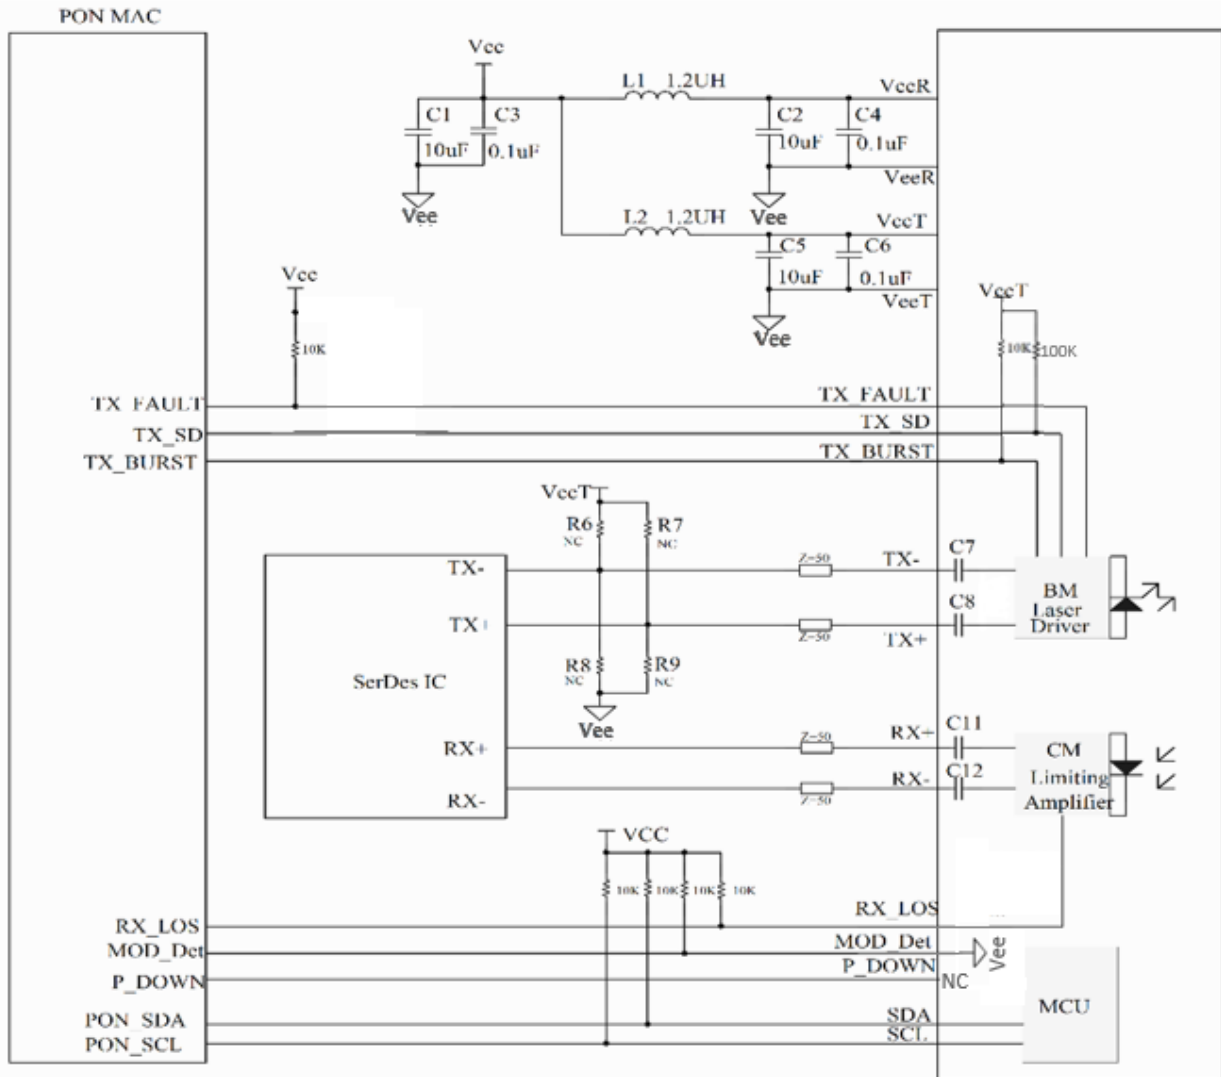 PON MAC
Vcc
L1 1.2UH
VccR
C1
C3
C2
C4
10uF
0.1uF
10uF
0.1uF
VeeR
Vee
Vee
L2 1.2UH
VccT
C5
C6
Vcc
10uF
0.1uF
VccT
VeeT
Vee
10K
10K
100K
TX_FAULT
TX_FAULT
TX_SD
TX_SD
TX_BURST
TX_BURST
VccT
R6
NC
R7
NC
TX-
Z=50
TX-
C7
BM
Laser
Driver
TX+
Z=50
TX+
C8
R8
NC
R9
NC
SerDes IC
Vee
RX+
Z=50
RX+
C11
CM
Limiting
Amplifier
RX-
Z=50
RX-
C12
VCC
10K
10K
10K
10K
RX_LOS
RX_LOS
MOD_Det
MOD_Det
Vee
P_DOWN
P_DOWN
NC
MCU
PON_SDA
SDA
PON_SCL
SCL